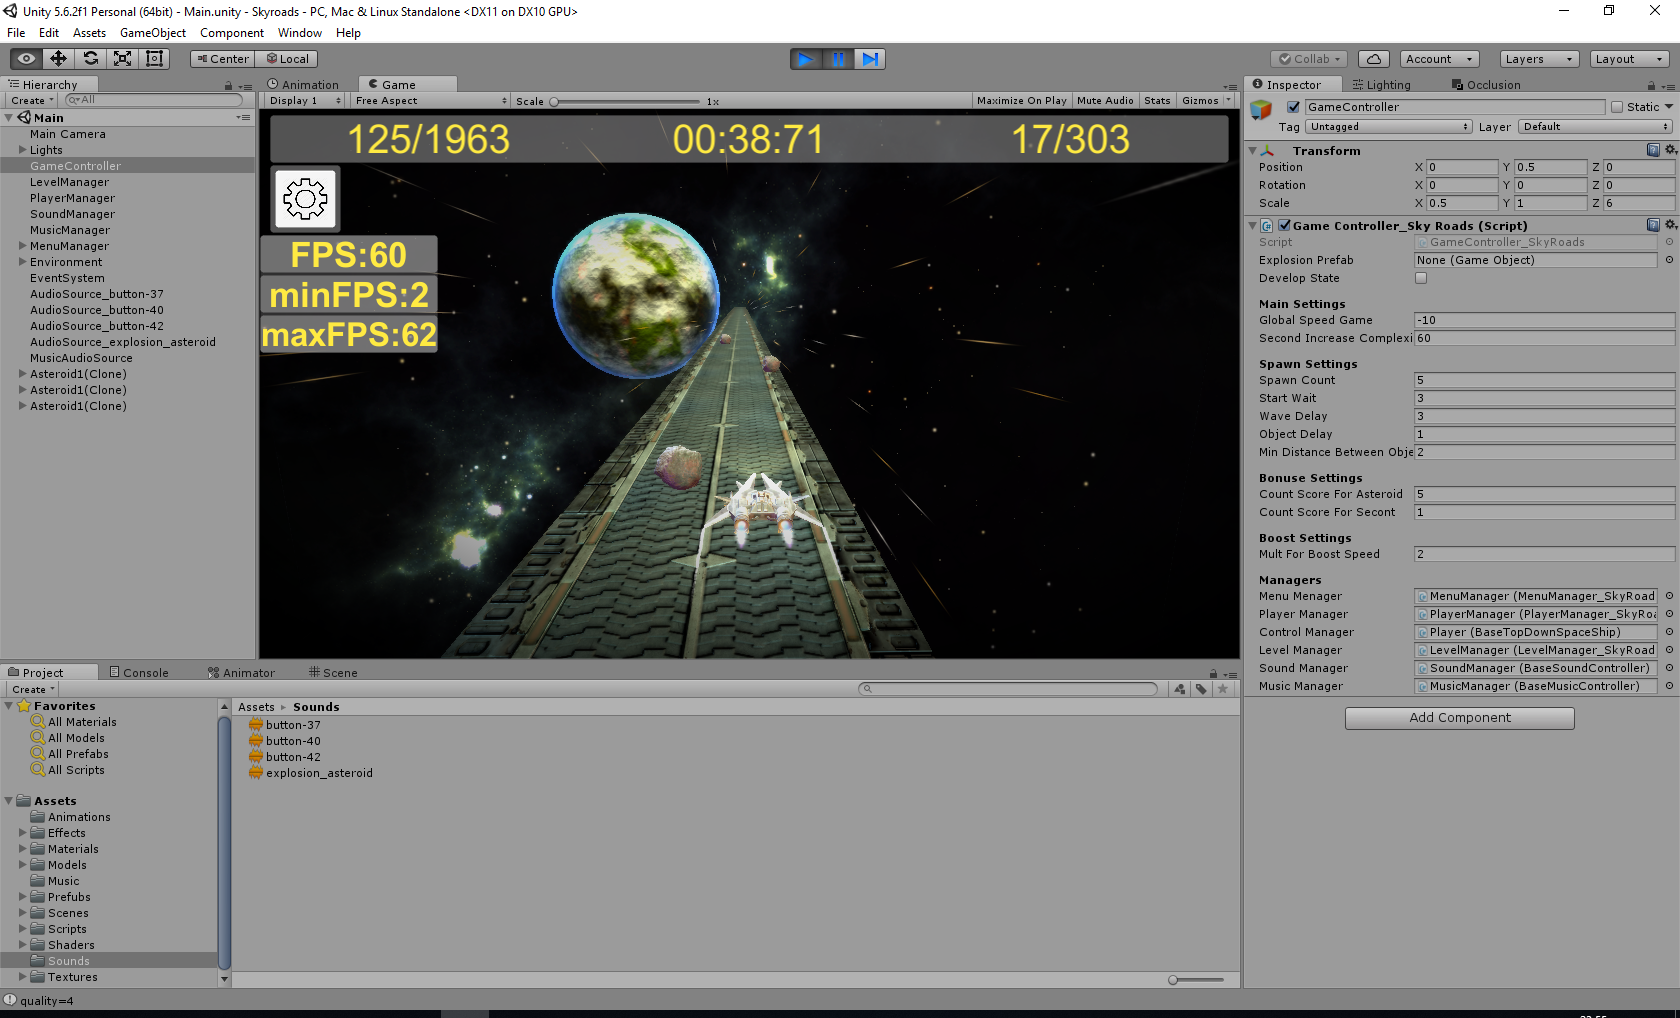 Unity 5.6.2f1 Personal (64bit) - Main.unity - Skyroads - PC, Mac & Linux Standalone <DX11 on DX10 GPU>
File Edit Assets GameObject Component Window Help
Center Local Collab Account Layers Layout
Hierarchy
Create All
Main
Main Camera
Lights
GameController
LevelManager
PlayerManager
SoundManager
MusicManager
MenuManager
Environment
EventSystem
AudioSource_button-37
AudioSource_button-40
AudioSource_button-42
AudioSource_explosion_asteroid
MusicAudioSource
Asteroid1(Clone)
Asteroid1(Clone)
Asteroid1(Clone)
Animation Game
Display 1 Free Aspect Scale 1x Maximize On Play Mute Audio Stats Gizmos
125/1963 00:38:71 17/303
FPS:60
minFPS:2
maxFPS:62
Inspector Lighting Occlusion
GameController Static
Tag Untagged Layer Default
Transform
Position X 0 Y 0.5 Z 0
Rotation X 0 Y 0 Z 0
Scale X 0.5 Y 1 Z 6
Game Controller_Sky Roads (Script)
Script GameController_SkyRoads
Explosion Prefab None (Game Object)
Develop State
Main Settings
Global Speed Game -10
Second Increase Complexi 60
Spawn Settings
Spawn Count 5
Start Wait 3
Wave Delay 3
Object Delay 1
Min Distance Between Obje 2
Bonuse Settings
Count Score For Asteroid 5
Count Score For Secont 1
Boost Settings
Mult For Boost Speed 2
Managers
Menu Menager MenuManager (MenuManager_SkyRoad
Player Manager PlayerManager (PlayerManager_SkyRoa
Control Manager Player (BaseTopDownSpaceShip)
Level Manager LevelManager (LevelManager_SkyRoad
Sound Manager SoundManager (BaseSoundController)
Music Manager MusicManager (BaseMusicController)
Add Component
Project Console Animator Scene
Create
Favorites
All Materials
All Models
All Prefabs
All Scripts
Assets
Animations
Effects
Materials
Models
Music
Prefubs
Scenes
Scripts
Shaders
Sounds
Textures
Assets Sounds
button-37
button-40
button-42
explosion_asteroid
quality=4